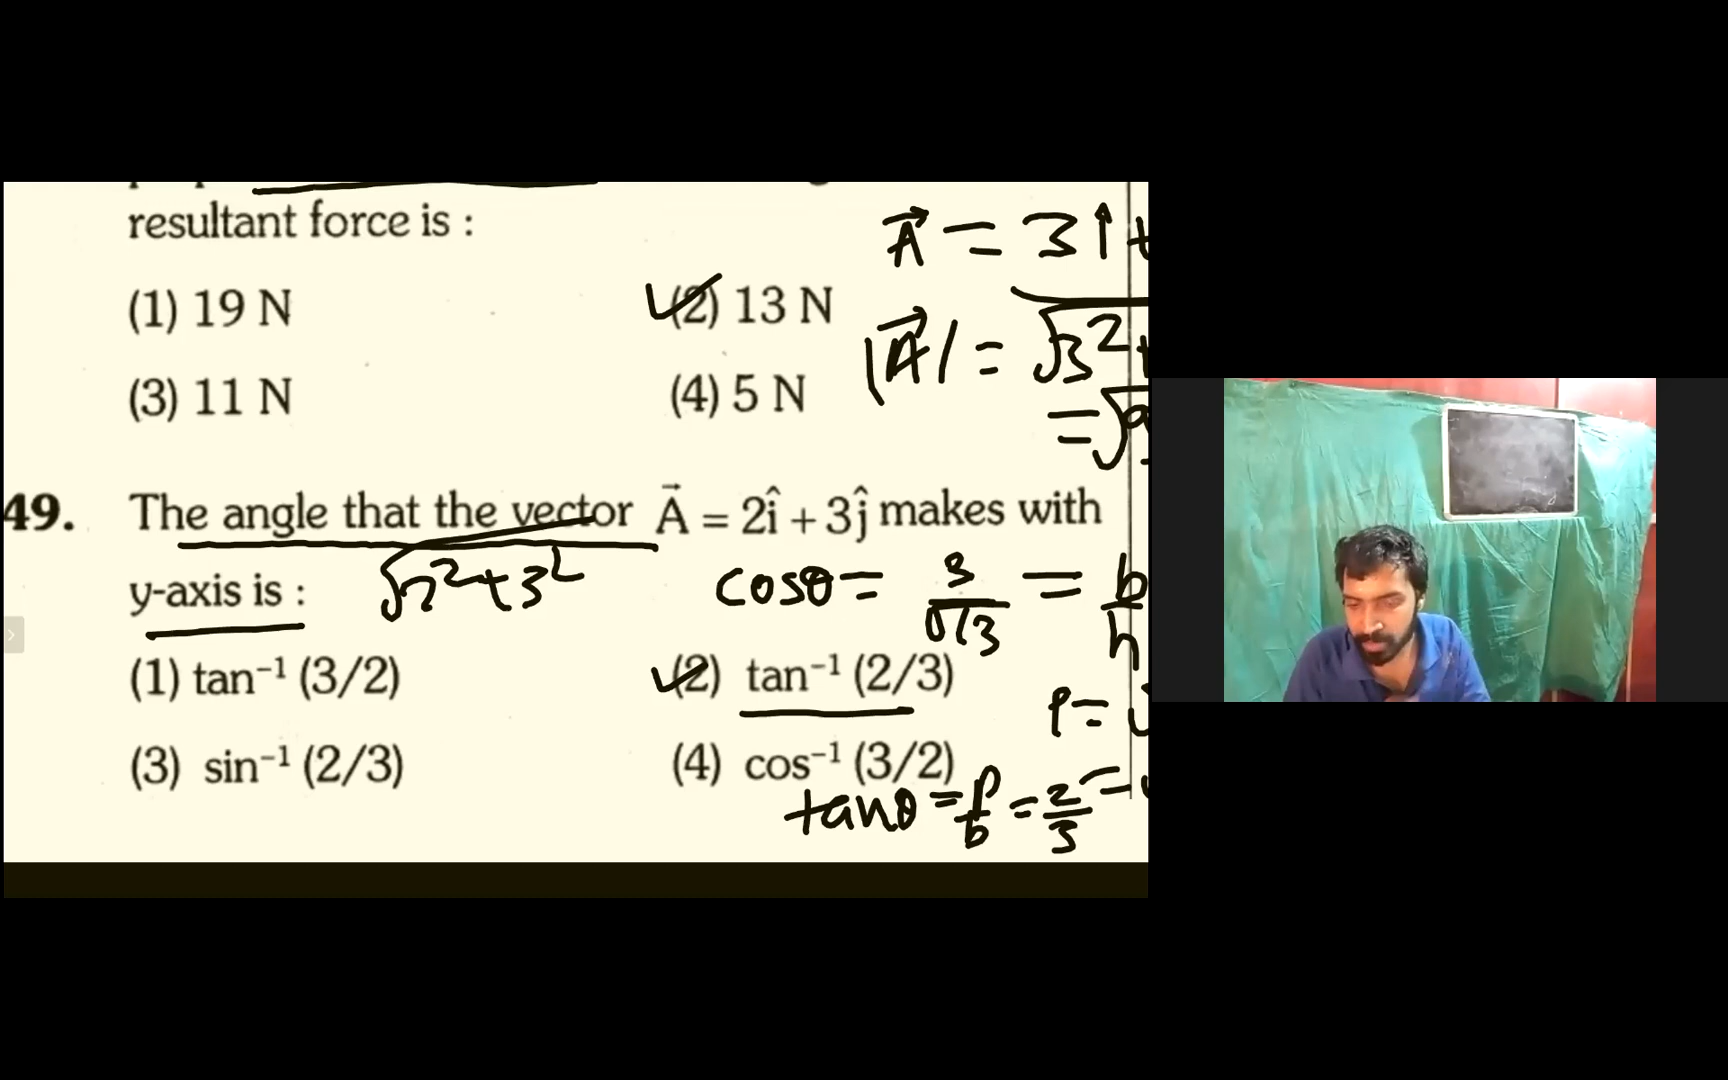 resultant force is :
(1) 19 N (2) 13 N
(3) 11 N (4) 5 N
A⃗ = 3î +
|A⃗| = √3² +
= √9
49. The angle that the vector A⃗ = 2î + 3ĵ makes with
y-axis is : √2²+3² cosθ = 3/√13 = b/h
(1) tan⁻¹ (3/2) (2) tan⁻¹ (2/3)
P =
(3) sin⁻¹ (2/3) (4) cos⁻¹ (3/2)
tanθ = p/b = 2/3